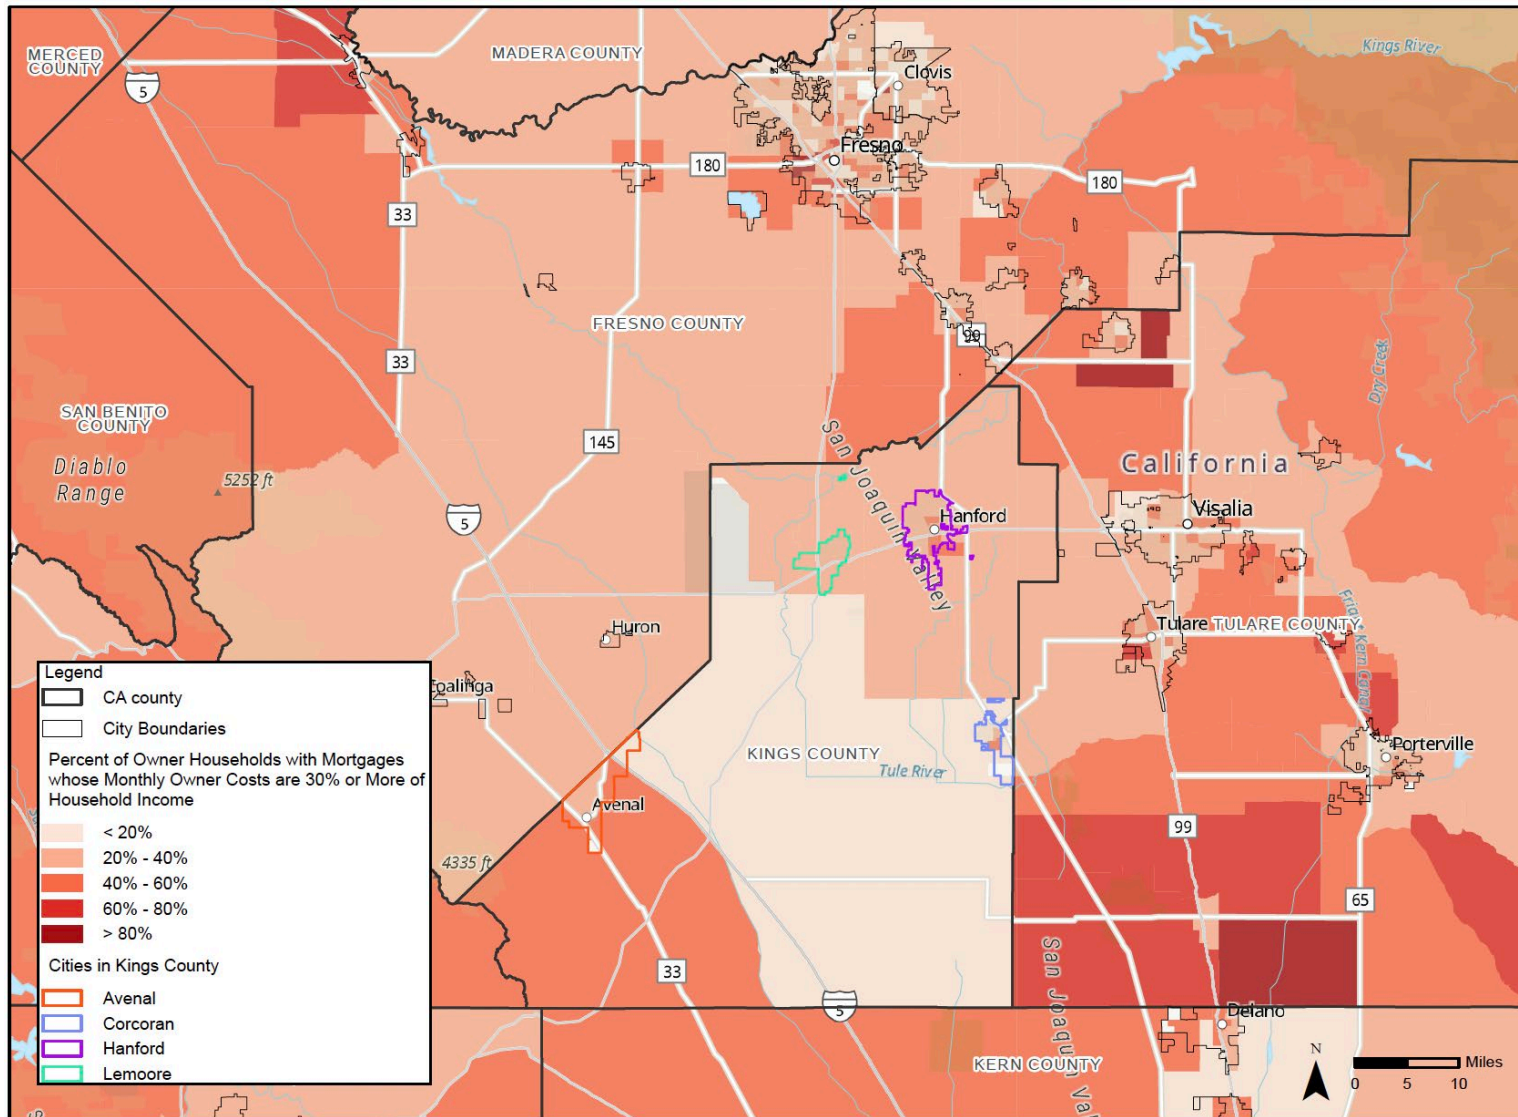 MERCED
COUNTY
MADERA COUNTY
Kings River
5
Clovis
Fresno
180
180
33
FRESNO COUNTY
99
33
Dry Creek
SAN BENITO
COUNTY
Diablo
Range
5252 ft
145
San Joaquin Valley
California
5
Hanford
Visalia
Friant Kern Canal
Huron
Tulare
TULARE COUNTY
Coalinga
KINGS COUNTY
Tule River
Porterville
Avenal
99
4335 ft
65
33
5
San Joaquin Val
Delano
KERN COUNTY
Legend
CA county
City Boundaries
Percent of Owner Households with Mortgages
whose Monthly Owner Costs are 30% or More of
Household Income
< 20%
20% - 40%
40% - 60%
60% - 80%
> 80%
Cities in Kings County
Avenal
Corcoran
Hanford
Lemoore
N
Miles
0 5 10